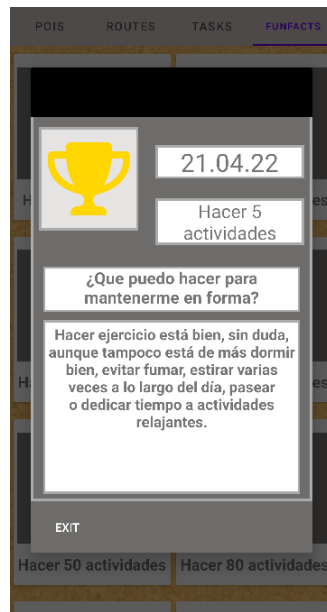 POIS ROUTES TASKS FUNFACTS
21.04.22
Hacer 5
actividades
¿Que puedo hacer para
mantenerme en forma?
Hacer ejercicio está bien, sin duda,
aunque tampoco está de más dormir
bien, evitar fumar, estirar varias
veces a lo largo del día, pasear
o dedicar tiempo a actividades
relajantes.
EXIT
Hacer 50 actividades Hacer 80 actividades